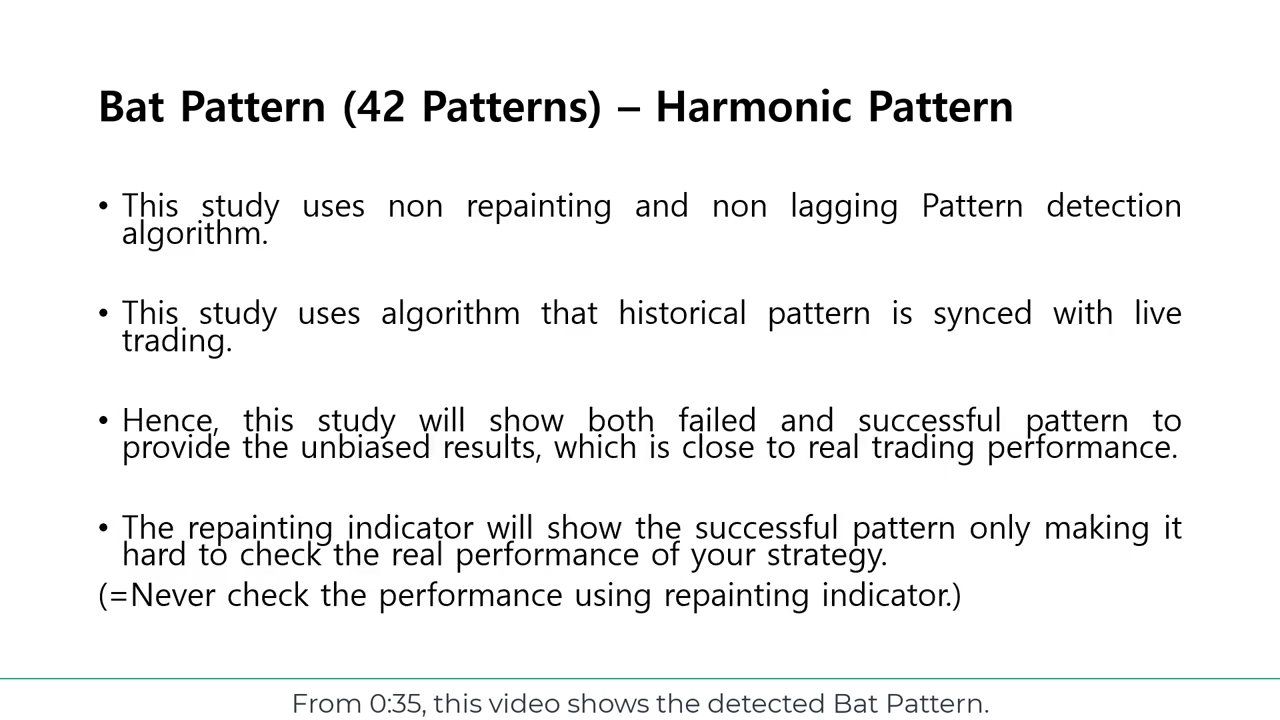 Bat Pattern (42 Patterns) – Harmonic Pattern
• This study uses non repainting and non lagging Pattern detection
algorithm.
• This study uses algorithm that historical pattern is synced with live
trading.
• Hence, this study will show both failed and successful pattern to
provide the unbiased results, which is close to real trading performance.
• The repainting indicator will show the successful pattern only making it
hard to check the real performance of your strategy.
(=Never check the performance using repainting indicator.)
From 0:35, this video shows the detected Bat Pattern.